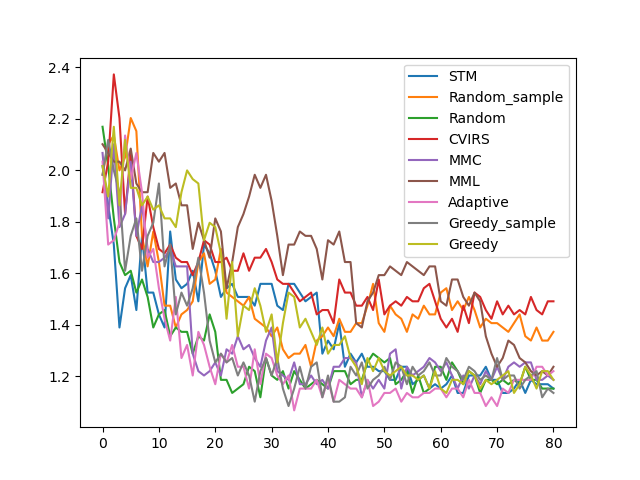 2.4
2.2
2.0
1.8
1.6
1.4
1.2
0 10 20 30 40 50 60 70 80
STM
Random_sample
Random
CVIRS
MMC
MML
Adaptive
Greedy_sample
Greedy